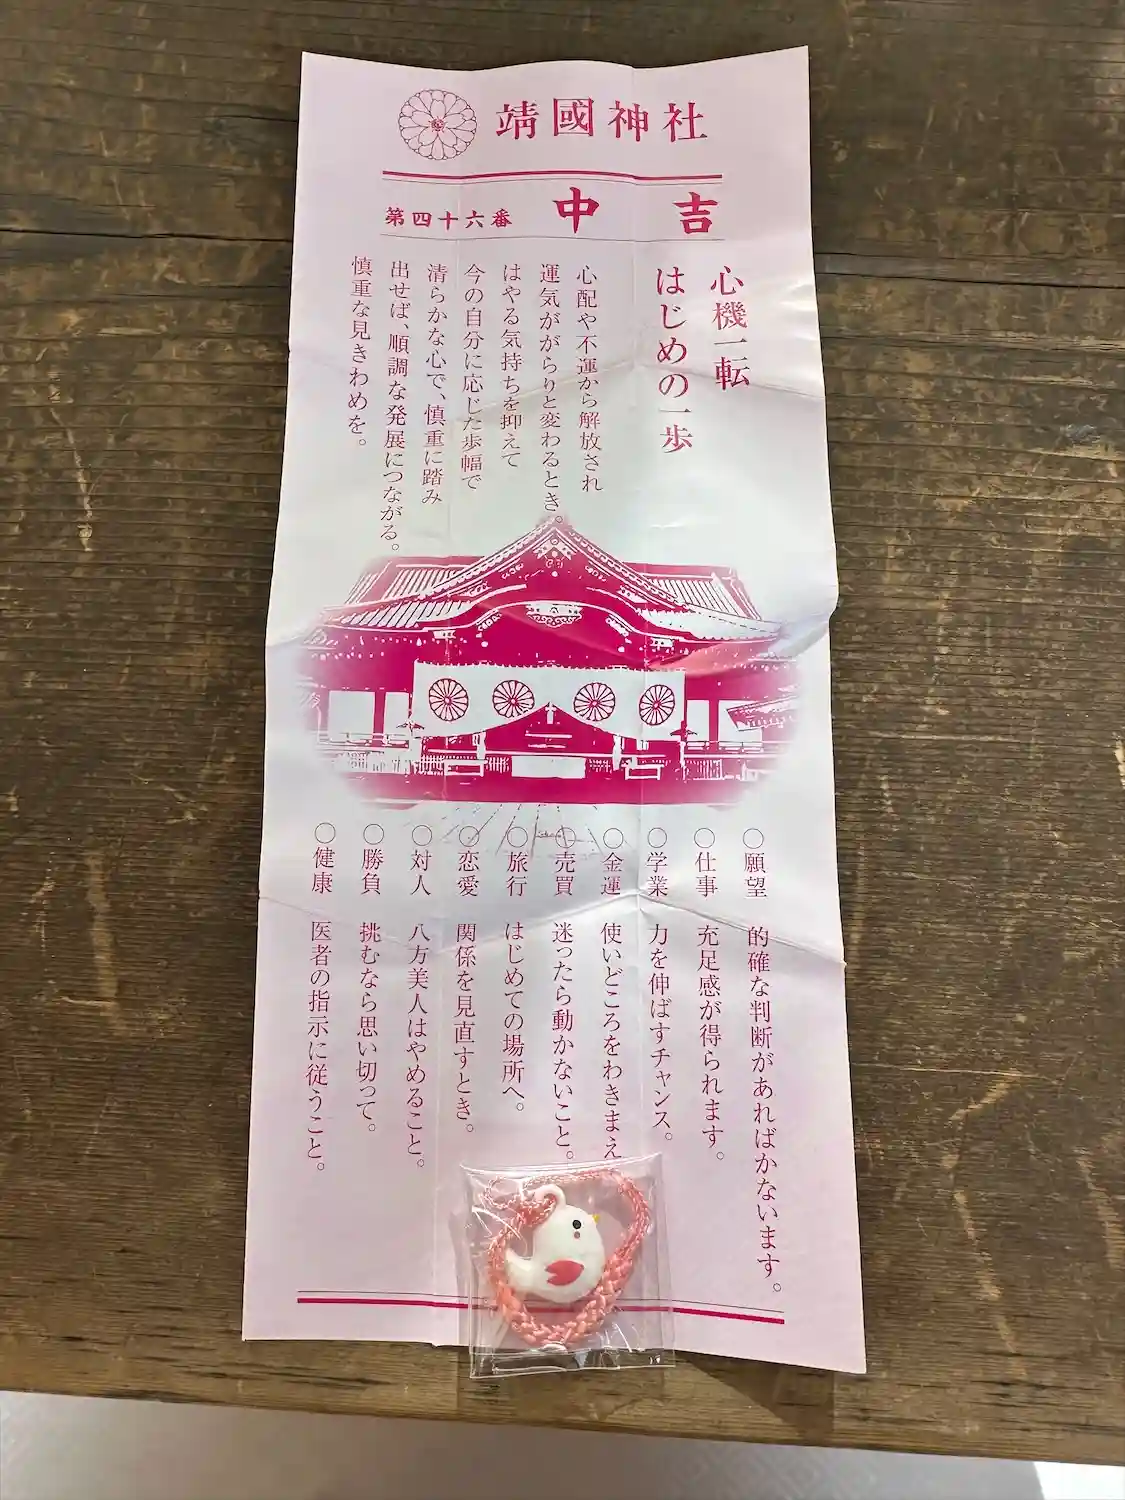 靖國神社
第四十六番 中吉
心機一転
はじめの一歩
心配や不運から解放され
運気ががらりと変わるとき。
はやる気持ちを抑えて
今の自分に応じた歩幅で
清らかな心で、慎重に踏み
出せば、順調な発展につながる。
慎重な見きわめを。
○願望 的確な判断があればかないます。
○仕事 充足感が得られます。
○学業 力を伸ばすチャンス。
○金運 使いどころをわきまえ
○売買 迷ったら動かないこと。
○旅行 はじめての場所へ。
○恋愛 関係を見直すとき。
○対人 八方美人はやめること。
○勝負 挑むなら思い切って。
○健康 医者の指示に従うこと。